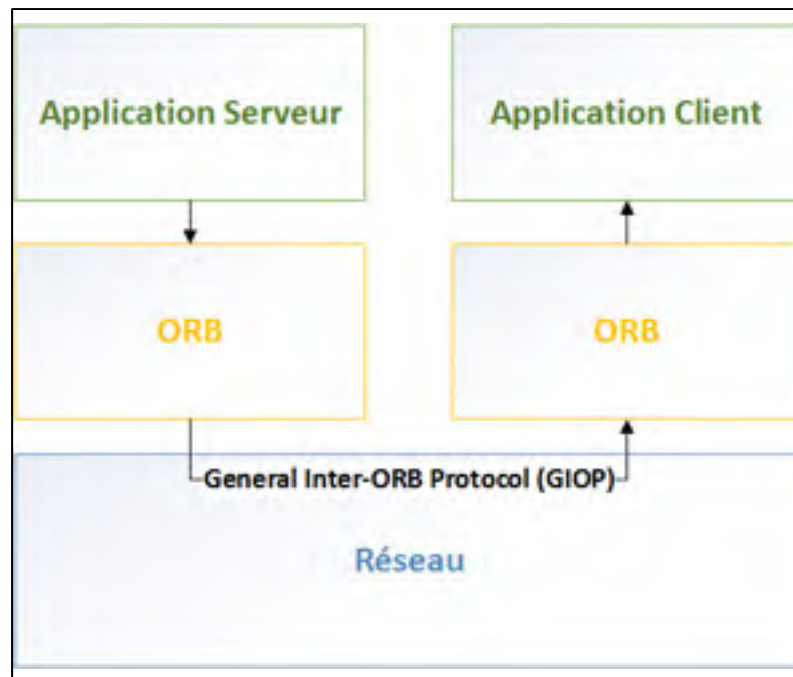 Application Serveur
Application Client
ORB
ORB
General Inter-ORB Protocol (GIOP)
Réseau